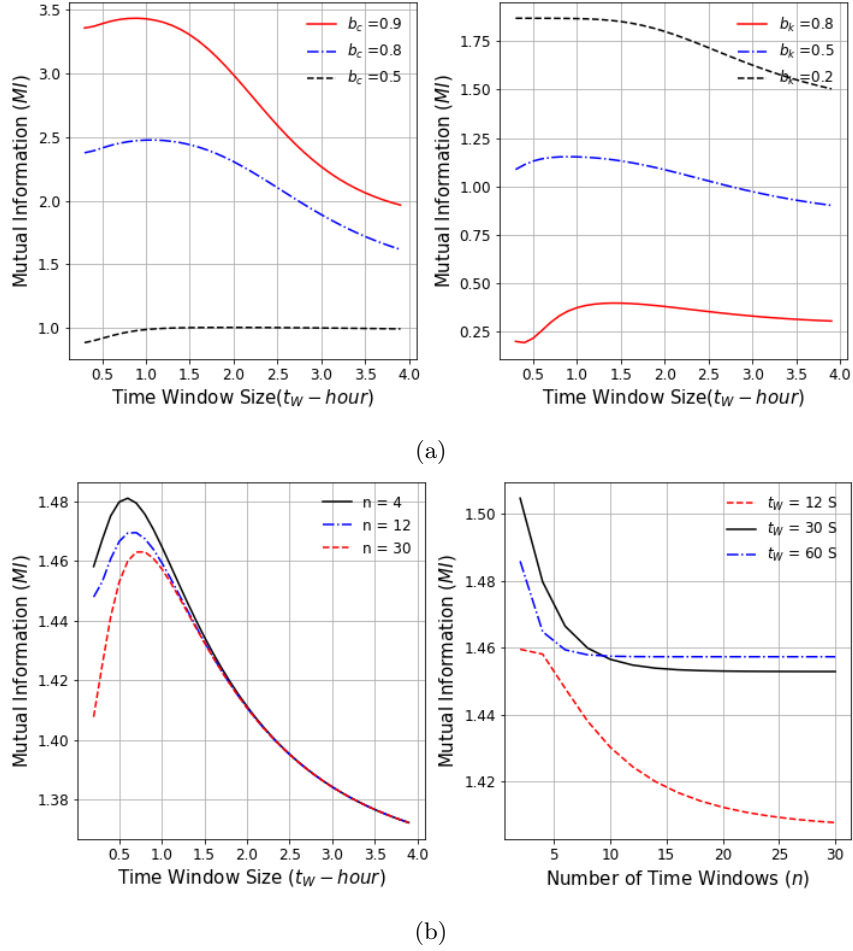 3.5
3.0
2.5
2.0
1.5
1.0
Mutual Information (MI)
b_c =0.9
b_c =0.8
b_c =0.5
0.5 1.0 1.5 2.0 2.5 3.0 3.5 4.0
Time Window Size(t_W − hour)
1.75
1.50
1.25
1.00
0.75
0.50
0.25
Mutual Information (MI)
b_k =0.8
b_k =0.5
b_k =0.2
0.5 1.0 1.5 2.0 2.5 3.0 3.5 4.0
Time Window Size(t_W − hour)
(a)
1.48
1.46
1.44
1.42
1.40
1.38
Mutual Information (MI)
n = 4
n = 12
n = 30
0.5 1.0 1.5 2.0 2.5 3.0 3.5 4.0
Time Window Size (t_W − hour)
1.50
1.48
1.46
1.44
1.42
Mutual Information (MI)
t_W = 12 S
t_W = 30 S
t_W = 60 S
5 10 15 20 25 30
Number of Time Windows (n)
(b)